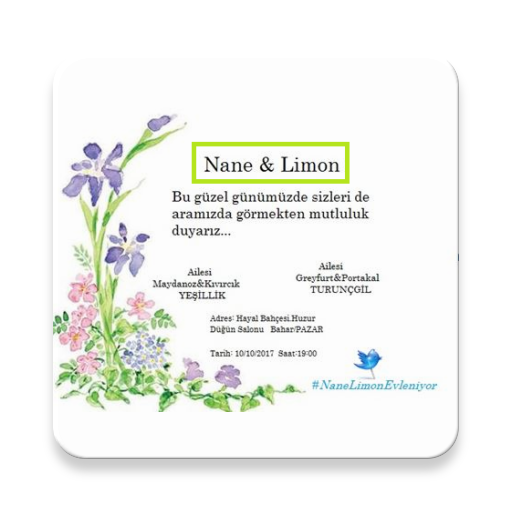 Nane & Limon
Bu güzel günümüzde sizleri de
aramızda görmekten mutluluk
duyarız...
Ailesi
Maydanoz&Kıvırcık
YEŞİLLİK
Ailesi
Greyfurt&Portakal
TURUNÇGİL
Adres: Hayal Bahçesi.Huzur
Düğün Salonu Bahar/PAZAR
Tarih: 10/10/2017 Saat:19:00
#NaneLimonEvleniyor